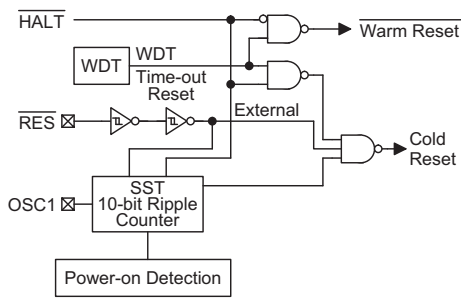 HALT
Warm Reset
WDT
WDT
Time-out
Reset
RES
External
Cold
Reset
OSC1
SST
10-bit Ripple
Counter
Power-on Detection